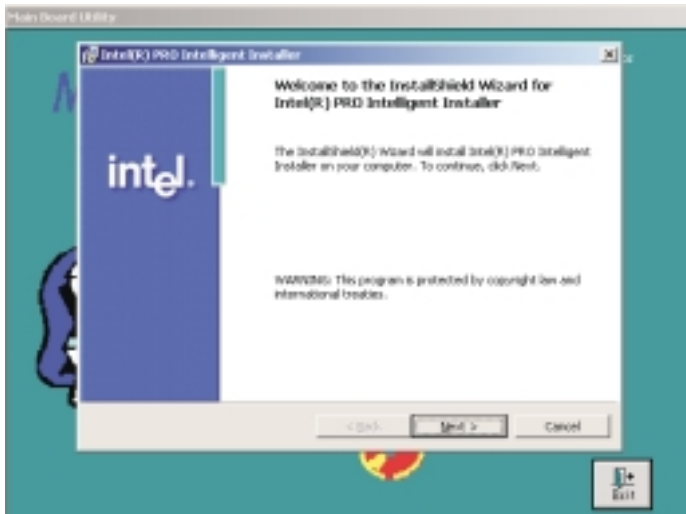 Main Board Utility
Intel(R) PRO Intelligent Installer
Welcome to the InstallShield Wizard for
Intel(R) PRO Intelligent Installer
The InstallShield(R) Wizard will install Intel(R) PRO Intelligent
Installer on your computer. To continue, click Next.
intel.
WARNING: This program is protected by copyright law and
international treaties.
< Back
Next >
Cancel
Exit